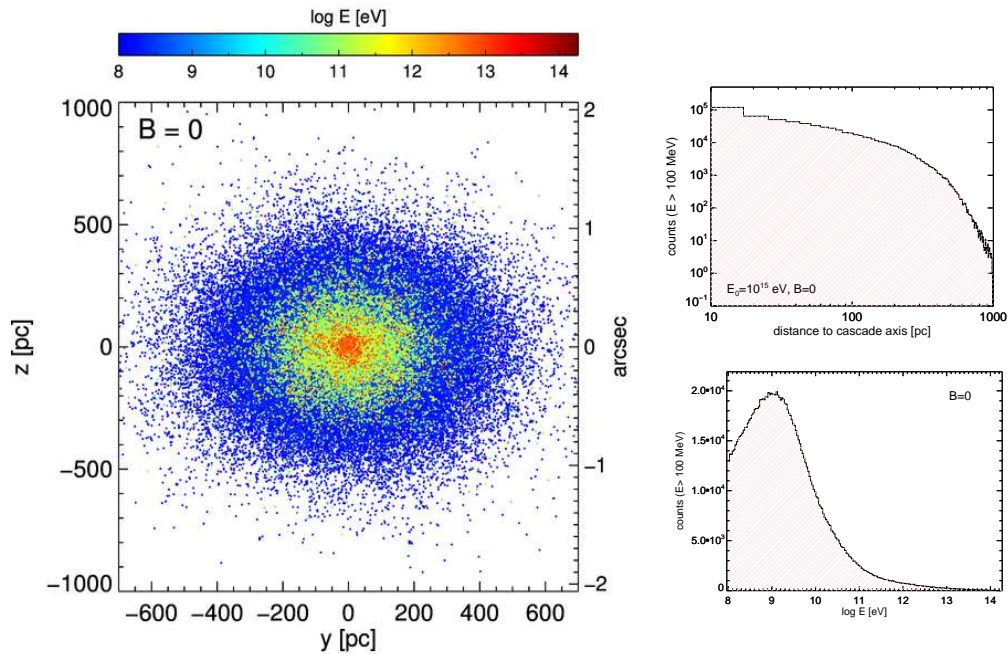 log E [eV]
8 9 10 11 12 13 14
B = 0
1000
500
0
−500
−1000
z [pc]
2
1
0
−1
−2
arcsec
−600 −400 −200 0 200 400 600
y [pc]
10^5
10^4
10^3
10^2
10^1
10^0
10^-1
counts (E > 100 MeV)
E_0=10^15 eV, B=0
10 100 1000
distance to cascade axis [pc]
2.0•10^4
1.5•10^4
1.0•10^4
5.0•10^3
0
counts (E> 100 MeV)
B=0
8 9 10 11 12 13 14
log E [eV]